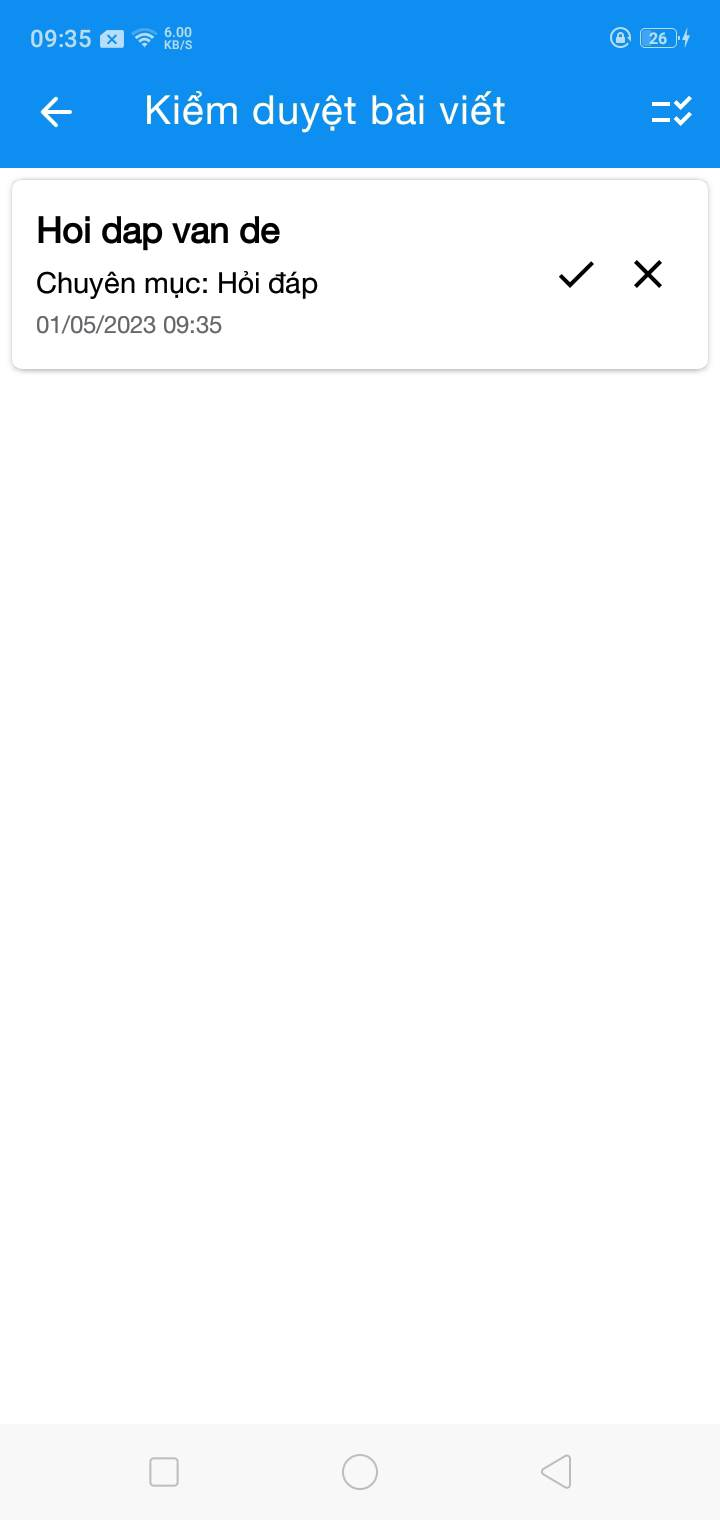 09:35 6.00 KB/S 26
Kiểm duyệt bài viết
Hoi dap van de
Chuyên mục: Hỏi đáp
01/05/2023 09:35